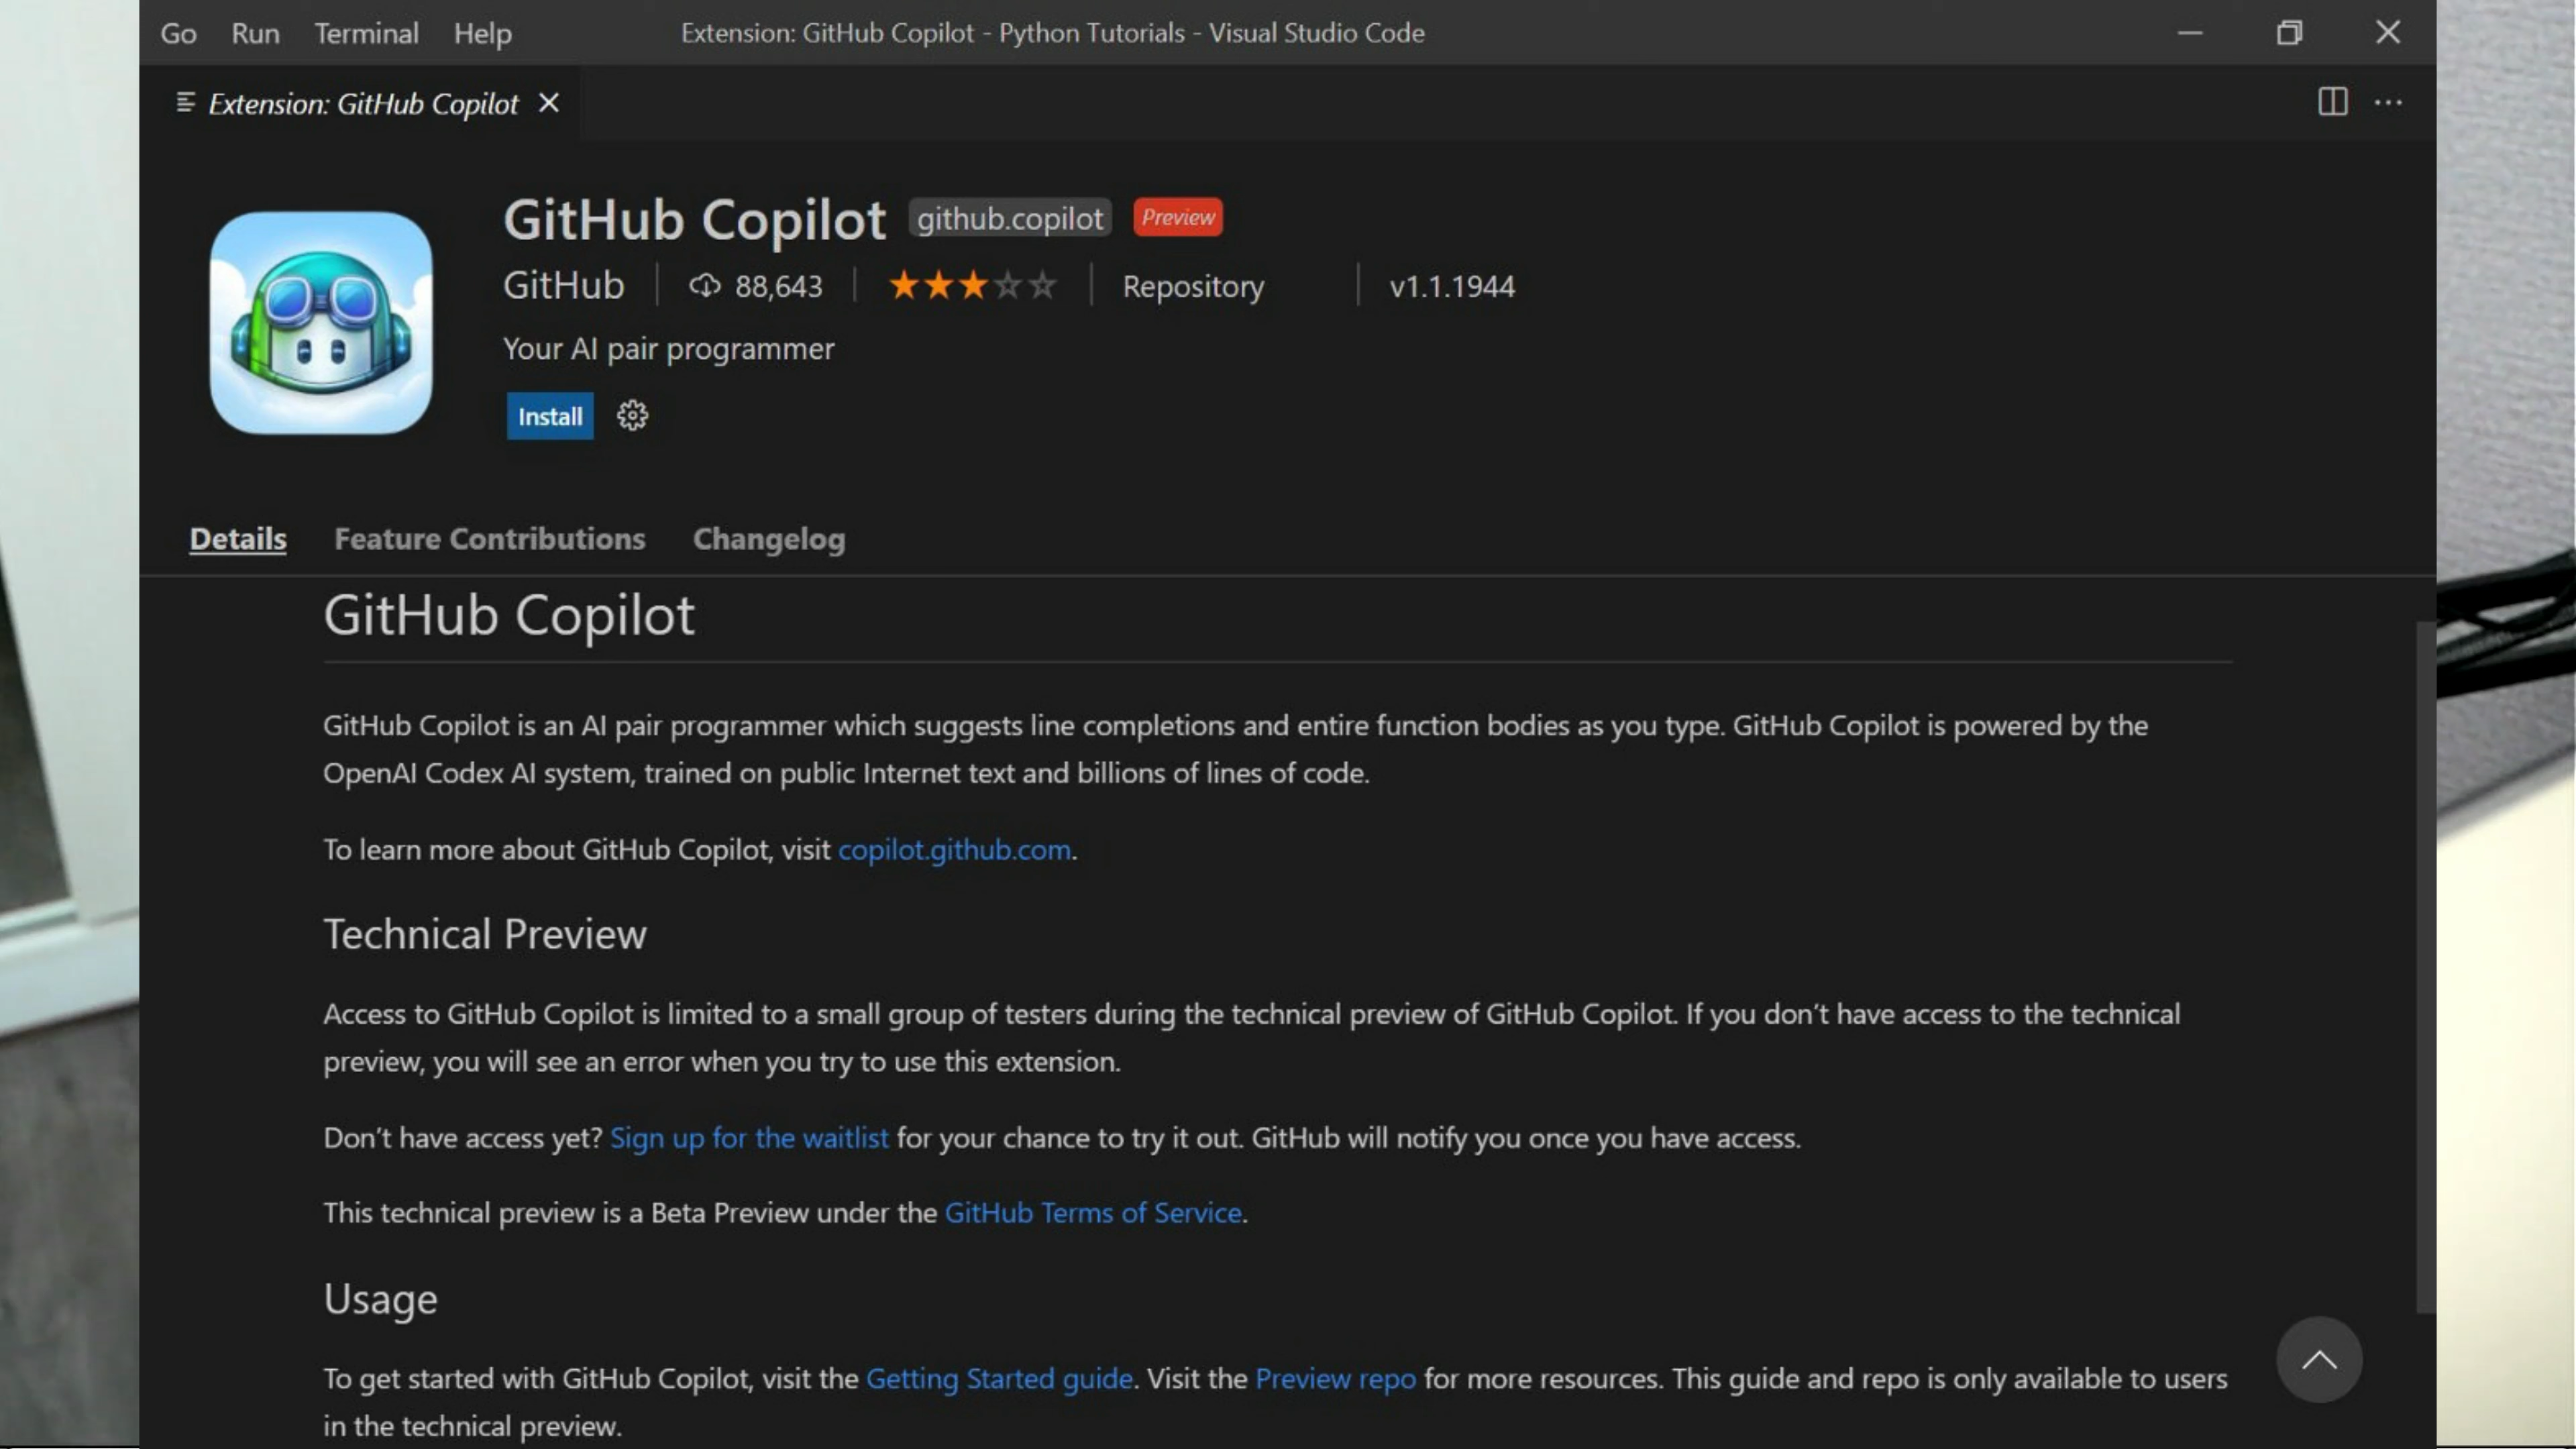 Go Run Terminal Help Extension: GitHub Copilot - Python Tutorials - Visual Studio Code
Extension: GitHub Copilot
GitHub Copilot github.copilot Preview
GitHub 88,643 Repository v1.1.1944
Your AI pair programmer
Install
Details Feature Contributions Changelog
GitHub Copilot
GitHub Copilot is an AI pair programmer which suggests line completions and entire function bodies as you type. GitHub Copilot is powered by the
OpenAI Codex AI system, trained on public Internet text and billions of lines of code.
To learn more about GitHub Copilot, visit copilot.github.com.
Technical Preview
Access to GitHub Copilot is limited to a small group of testers during the technical preview of GitHub Copilot. If you don’t have access to the technical
preview, you will see an error when you try to use this extension.
Don’t have access yet? Sign up for the waitlist for your chance to try it out. GitHub will notify you once you have access.
This technical preview is a Beta Preview under the GitHub Terms of Service.
Usage
To get started with GitHub Copilot, visit the Getting Started guide. Visit the Preview repo for more resources. This guide and repo is only available to users
in the technical preview.